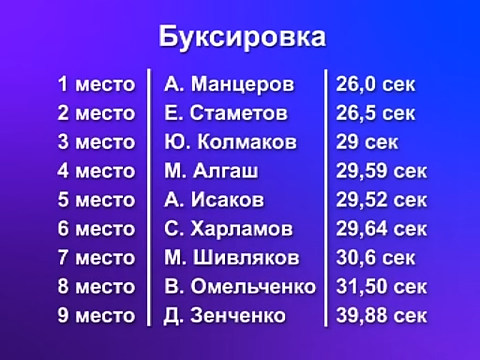 Буксировка
1 место А. Манцеров 26,0 сек
2 место Е. Стаметов 26,5 сек
3 место Ю. Колмаков 29 сек
4 место М. Алгаш 29,59 сек
5 место А. Исаков 29,52 сек
6 место С. Харламов 29,64 сек
7 место М. Шивляков 30,6 сек
8 место В. Омельченко 31,50 сек
9 место Д. Зенченко 39,88 сек